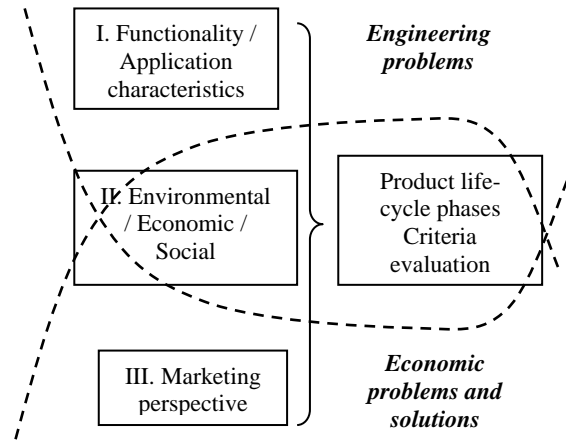 I. Functionality /
Application
characteristics
Engineering
problems
II. Environmental
/ Economic /
Social
Product life-
cycle phases
Criteria
evaluation
III. Marketing
perspective
Economic
problems and
solutions